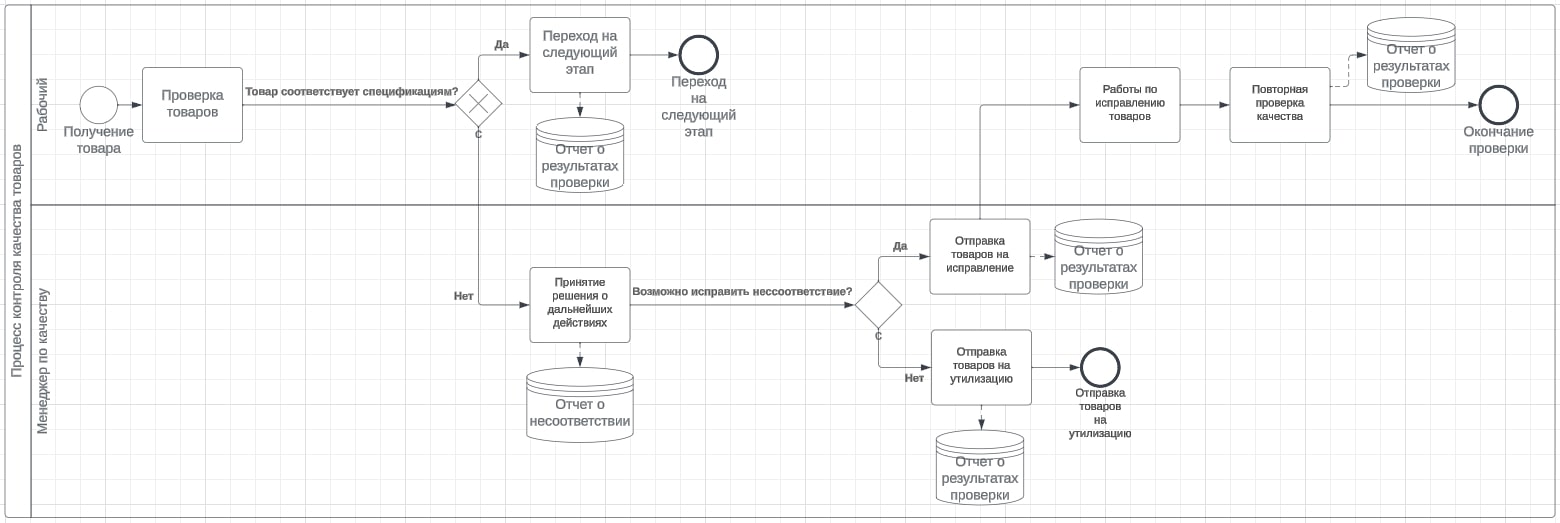 Процесс контроля качества товаров
Рабочий
Получение
товара
Проверка
товаров
Товар соответствует спецификациям?
С
Да
Переход на
следующий
этап
Переход
на
следующий
этап
Отчет о
результатах
проверки
Работы по
исправлению
товаров
Повторная
проверка
качества
Отчет о
результатах
проверки
Окончание
проверки
Менеджер по качеству
Нет
Принятие
решения о
дальнейших
действиях
Отчет о
несоответствии
Возможно исправить нессоответствие?
С
Да
Отправка
товаров на
исправление
Отчет о
результатах
проверки
Нет
Отправка
товаров на
утилизацию
Отправка
товаров
на
утилизацию
Отчет о
результатах
проверки